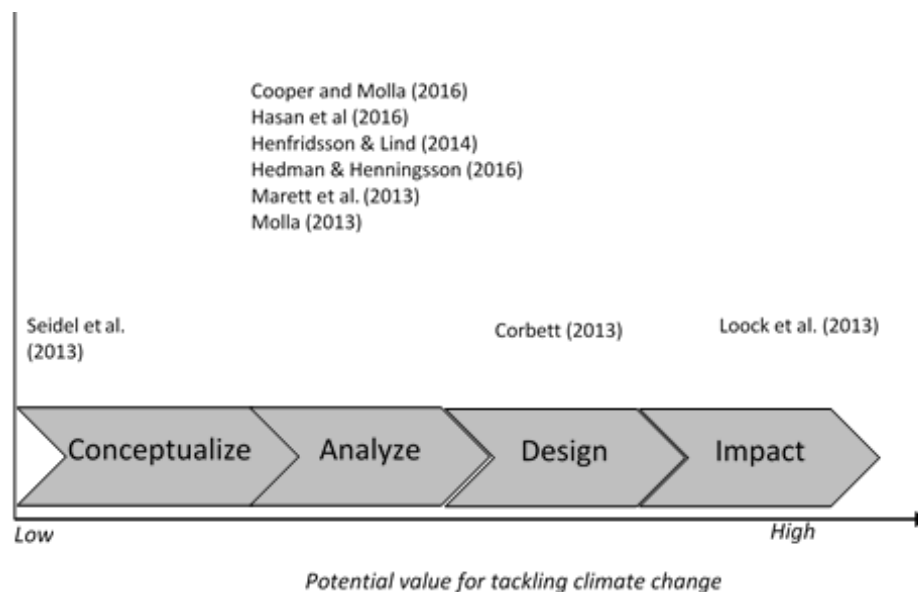 Cooper and Molla (2016)
Hasan et al (2016)
Henfridsson & Lind (2014)
Hedman & Henningsson (2016)
Marett et al. (2013)
Molla (2013)
Seidel et al.
(2013)
Corbett (2013)
Loock et al. (2013)
Conceptualize
Analyze
Design
Impact
Low
High
Potential value for tackling climate change